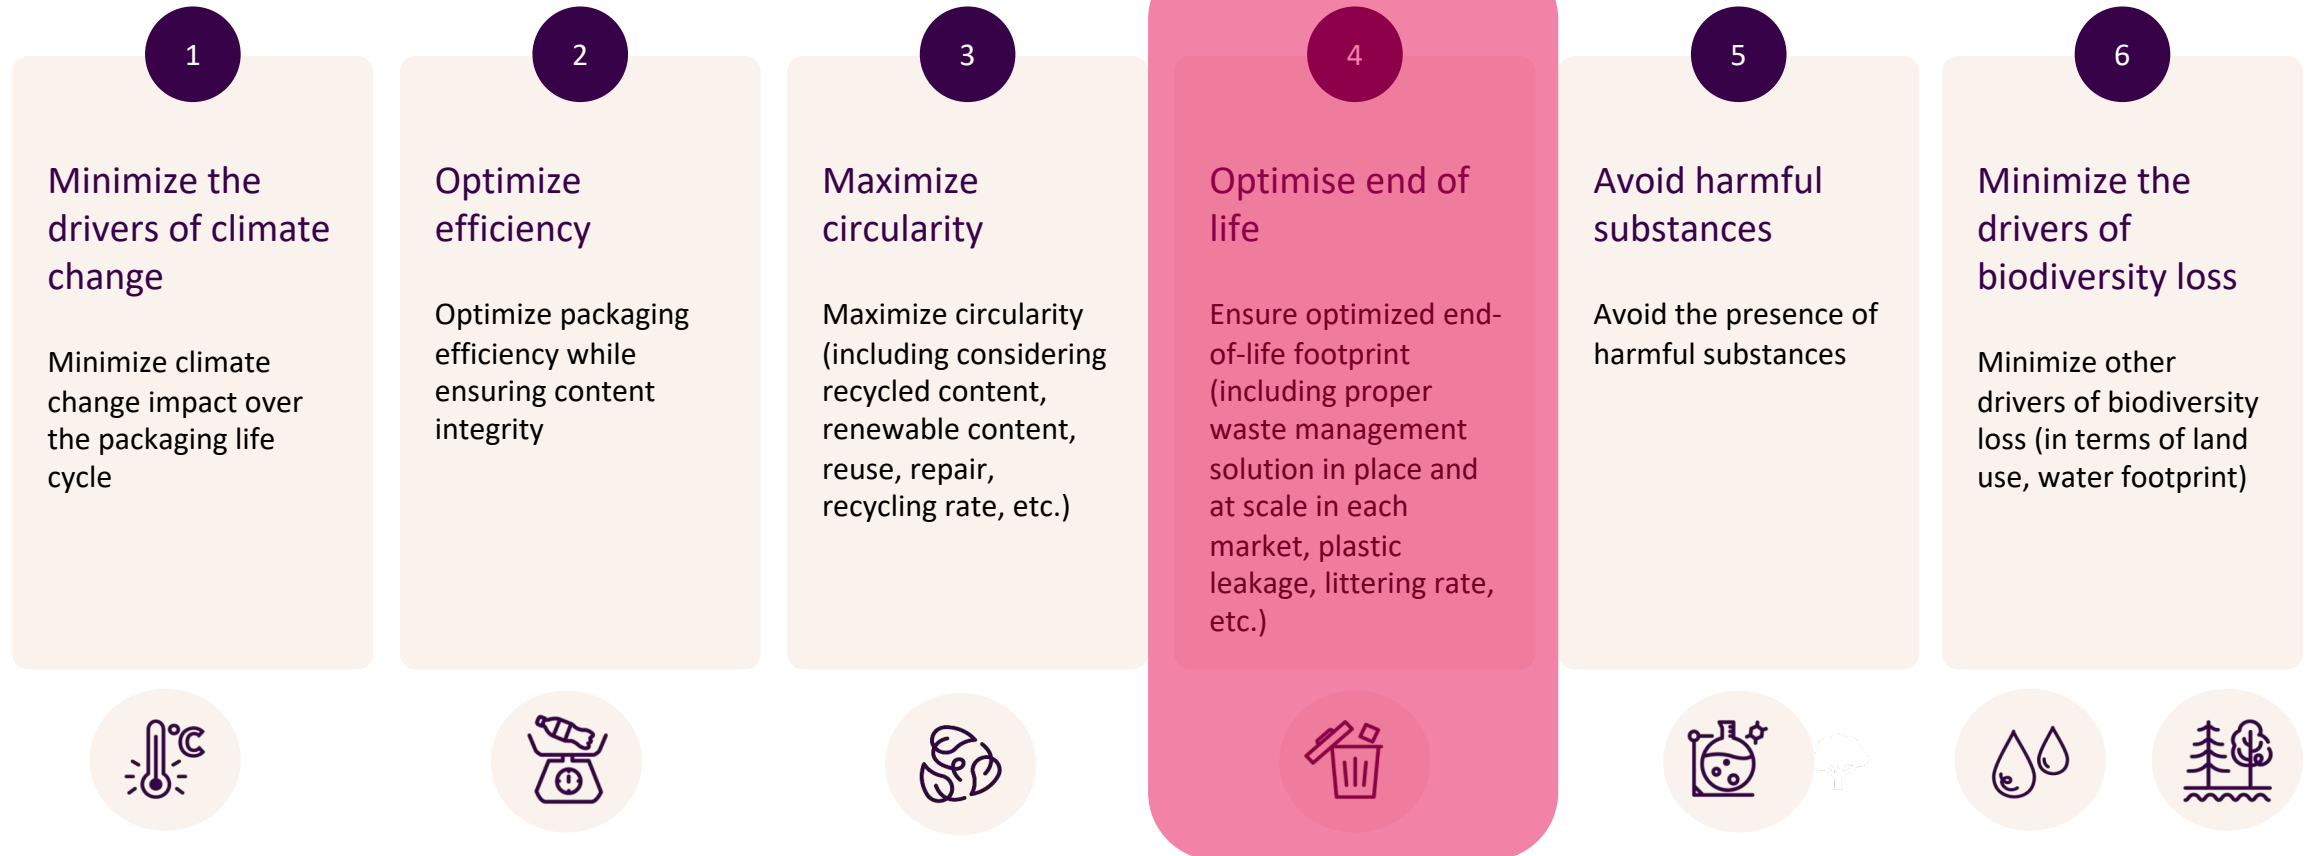 1
Minimize the
drivers of climate
change
Minimize climate
change impact over
the packaging life
cycle
°C
2
Optimize
efficiency
Optimize packaging
efficiency while
ensuring content
integrity
3
Maximize
circularity
Maximize circularity
(including considering
recycled content,
renewable content,
reuse, repair,
recycling rate, etc.)
4
Optimise end of
life
Ensure optimized end-
of-life footprint
(including proper
waste management
solution in place and
at scale in each
market, plastic
leakage, littering rate,
etc.)
5
Avoid harmful
substances
Avoid the presence of
harmful substances
6
Minimize the
drivers of
biodiversity loss
Minimize other
drivers of biodiversity
loss (in terms of land
use, water footprint)